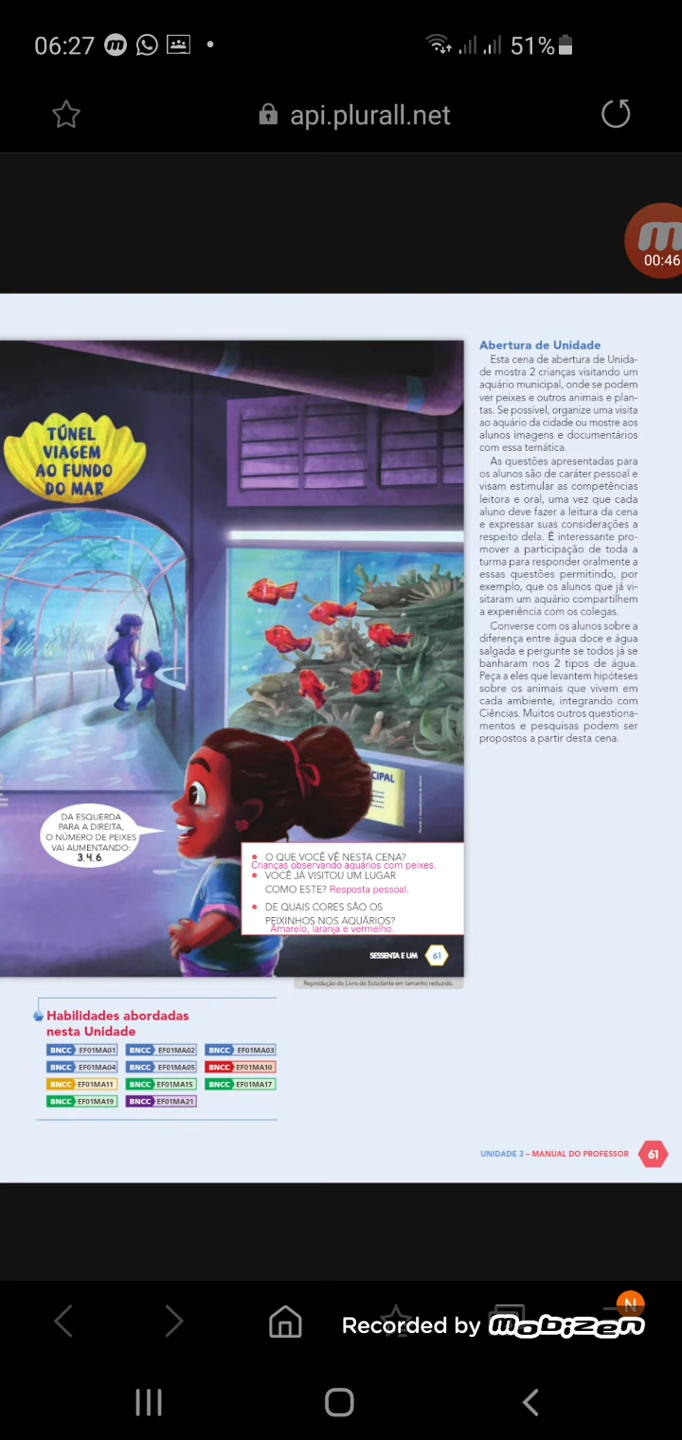 06:27
51%
api.plurall.net
00:46
TÚNEL
VIAGEM
AO FUNDO
DO MAR
CIPAL
DA ESQUERDA
PARA A DIREITA,
O NÚMERO DE PEIXES
VAI AUMENTANDO:
3, 4, 6.
• O QUE VOCÊ VÊ NESTA CENA?
Crianças observando aquários com peixes.
• VOCÊ JÁ VISITOU UM LUGAR
COMO ESTE? Resposta pessoal.
• DE QUAIS CORES SÃO OS
PEIXINHOS NOS AQUÁRIOS?
Amarelo, laranja e vermelho.
SESSENTA E UM 61
Reprodução do Livro do Estudante em tamanho reduzido.
Abertura de Unidade
Esta cena de abertura de Unida-
de mostra 2 crianças visitando um
aquário municipal, onde se podem
ver peixes e outros animais e plan-
tas. Se possível, organize uma visita
ao aquário da cidade ou mostre aos
alunos imagens e documentários
com essa temática.
As questões apresentadas para
os alunos são de caráter pessoal e
visam estimular as competências
leitora e oral, uma vez que cada
aluno deve fazer a leitura da cena
e expressar suas considerações a
respeito dela. É interessante pro-
mover a participação de toda a
turma para responder oralmente a
essas questões permitindo, por
exemplo, que os alunos que já vi-
sitaram um aquário compartilhem
a experiência com os colegas.
Converse com os alunos sobre a
diferença entre água doce e água
salgada e pergunte se todos já se
banharam nos 2 tipos de água.
Peça a eles que levantem hipóteses
sobre os animais que vivem em
cada ambiente, integrando com
Ciências. Muitos outros questiona-
mentos e pesquisas podem ser
propostos a partir desta cena.
Habilidades abordadas
nesta Unidade
BNCC EF01MA01 BNCC EF01MA02 BNCC EF01MA03
BNCC EF01MA04 BNCC EF01MA05 BNCC EF01MA10
BNCC EF01MA11 BNCC EF01MA15 BNCC EF01MA17
BNCC EF01MA19 BNCC EF01MA21
UNIDADE 3 – MANUAL DO PROFESSOR 61
N
Recorded by mobizen